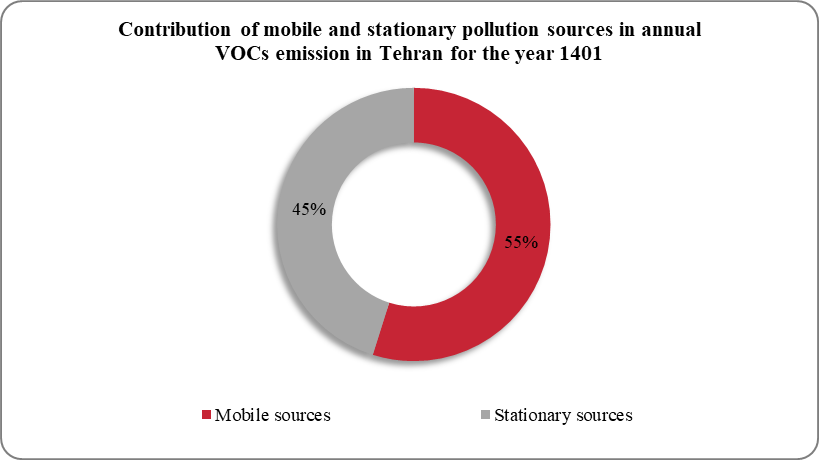 Contribution of mobile and stationary pollution sources in annual
VOCs emission in Tehran for the year 1401
45%
55%
Mobile sources
Stationary sources